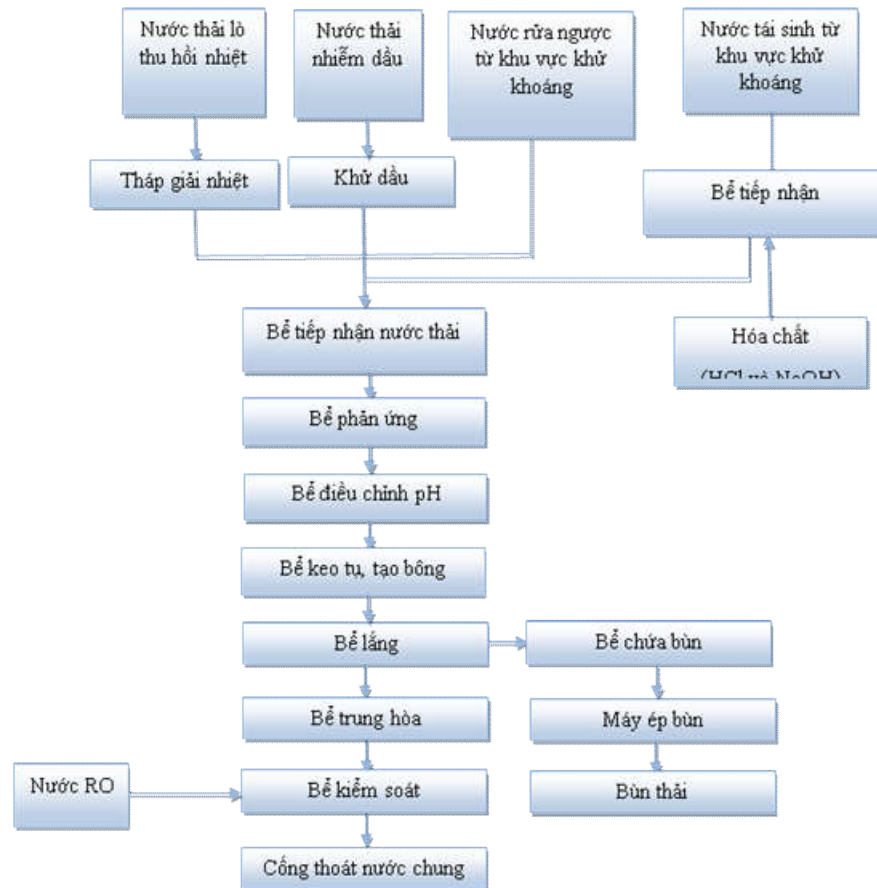 Nước thải lò
thu hồi nhiệt
Nước thải
nhiễm dầu
Nước rửa ngược
từ khu vực khử
khoáng
Nước tái sinh từ
khu vực khử
khoáng
Tháp giải nhiệt
Khử dầu
Bể tiếp nhận
Bể tiếp nhận nước thải
Hóa chất
(HCl và NaOH)
Bể phản ứng
Bể điều chỉnh pH
Bể keo tụ, tạo bông
Bể lắng
Bể chứa bùn
Bể trung hòa
Máy ép bùn
Nước RO
Bể kiểm soát
Bùn thải
Cống thoát nước chung